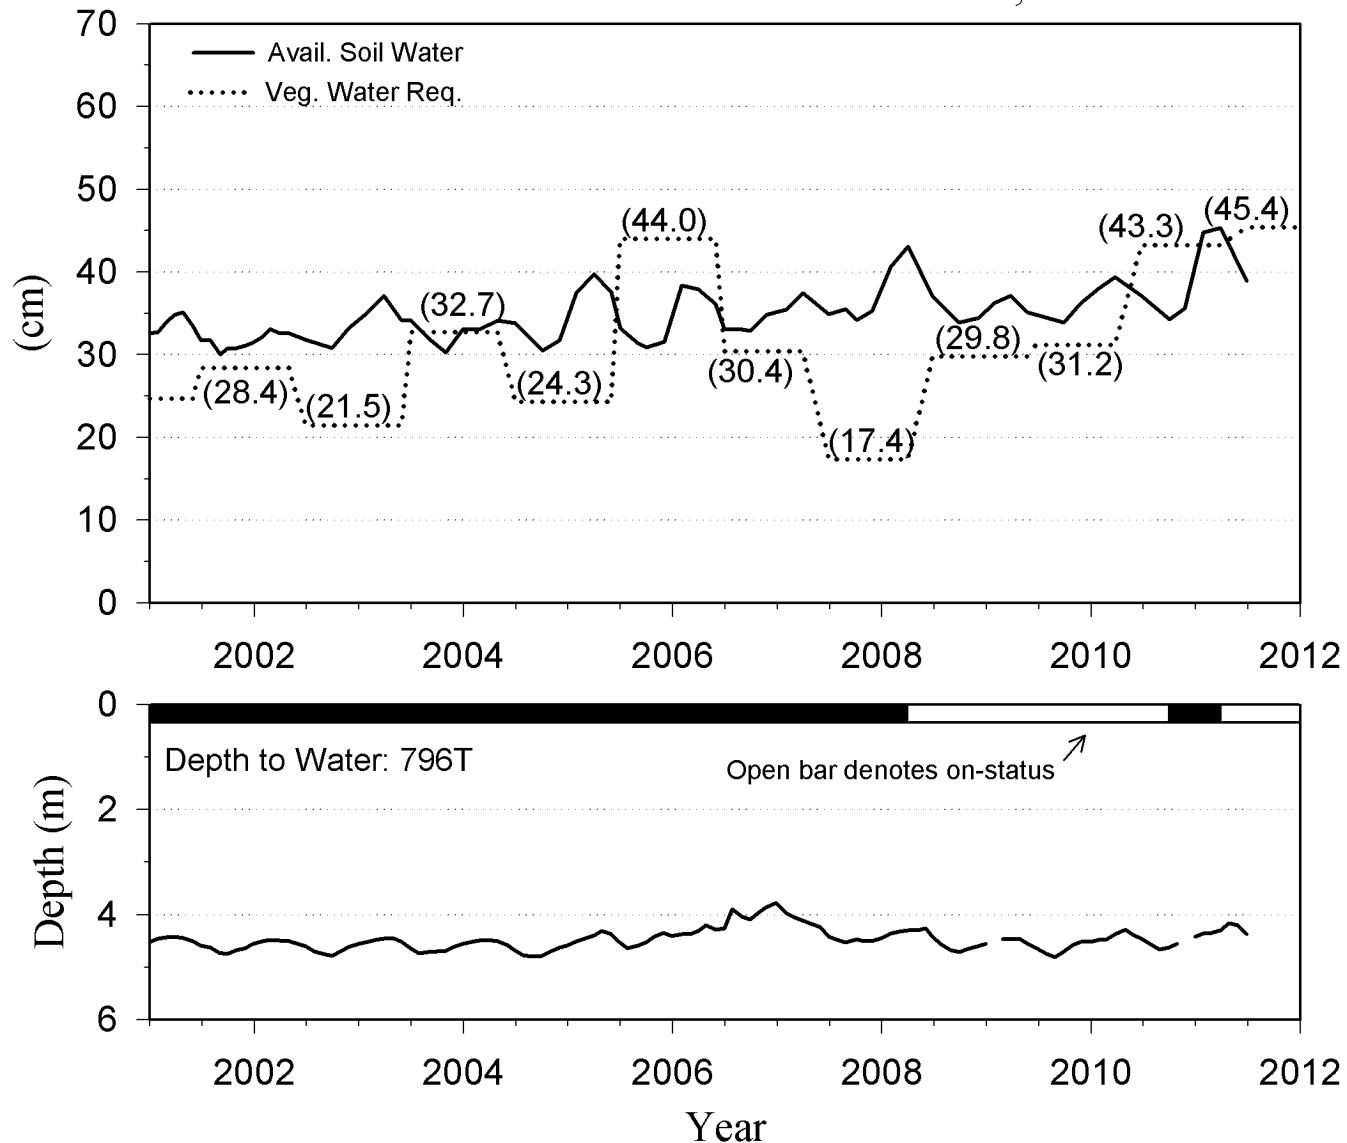 70
Avail. Soil Water
Veg. Water Req.
60
50
40
30
20
10
0
(cm)
(28.4)
(21.5)
(32.7)
(24.3)
(44.0)
(30.4)
(17.4)
(29.8)
(31.2)
(43.3)
(45.4)
2002 2004 2006 2008 2010 2012
0
2
4
6
Depth (m)
Depth to Water: 796T
Open bar denotes on-status
2002 2004 2006 2008 2010 2012
Year